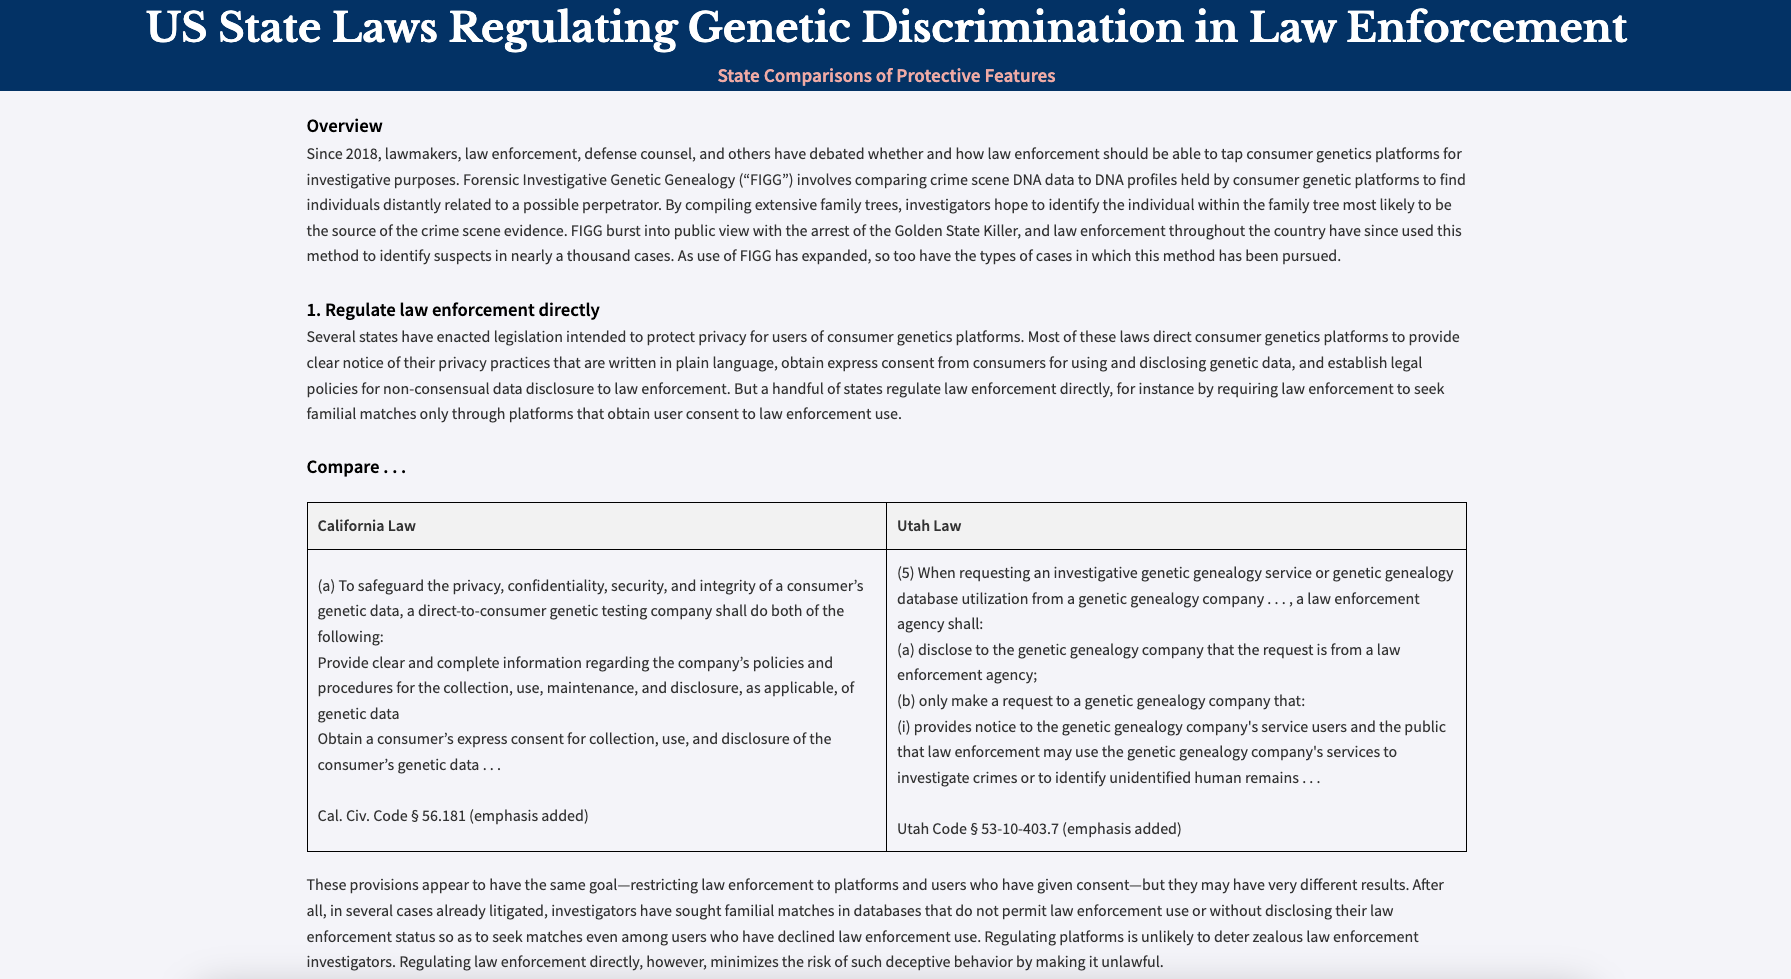 US State Laws Regulating Genetic Discrimination in Law Enforcement
State Comparisons of Protective Features
Overview
Since 2018, lawmakers, law enforcement, defense counsel, and others have debated whether and how law enforcement should be able to tap consumer genetics platforms for
investigative purposes. Forensic Investigative Genetic Genealogy (“FIGG”) involves comparing crime scene DNA data to DNA profiles held by consumer genetic platforms to find
individuals distantly related to a possible perpetrator. By compiling extensive family trees, investigators hope to identify the individual within the family tree most likely to be
the source of the crime scene evidence. FIGG burst into public view with the arrest of the Golden State Killer, and law enforcement throughout the country have since used this
method to identify suspects in nearly a thousand cases. As use of FIGG has expanded, so too have the types of cases in which this method has been pursued.
1. Regulate law enforcement directly
Several states have enacted legislation intended to protect privacy for users of consumer genetics platforms. Most of these laws direct consumer genetics platforms to provide
clear notice of their privacy practices that are written in plain language, obtain express consent from consumers for using and disclosing genetic data, and establish legal
policies for non-consensual data disclosure to law enforcement. But a handful of states regulate law enforcement directly, for instance by requiring law enforcement to seek
familial matches only through platforms that obtain user consent to law enforcement use.
Compare . . .
California Law
(a) To safeguard the privacy, confidentiality, security, and integrity of a consumer’s
genetic data, a direct-to-consumer genetic testing company shall do both of the
following:
Provide clear and complete information regarding the company’s policies and
procedures for the collection, use, maintenance, and disclosure, as applicable, of
genetic data
Obtain a consumer’s express consent for collection, use, and disclosure of the
consumer’s genetic data . . .
Cal. Civ. Code § 56.181 (emphasis added)
Utah Law
(5) When requesting an investigative genetic genealogy service or genetic genealogy
database utilization from a genetic genealogy company . . . , a law enforcement
agency shall:
(a) disclose to the genetic genealogy company that the request is from a law
enforcement agency;
(b) only make a request to a genetic genealogy company that:
(i) provides notice to the genetic genealogy company's service users and the public
that law enforcement may use the genetic genealogy company's services to
investigate crimes or to identify unidentified human remains . . .
Utah Code § 53-10-403.7 (emphasis added)
These provisions appear to have the same goal—restricting law enforcement to platforms and users who have given consent—but they may have very different results. After
all, in several cases already litigated, investigators have sought familial matches in databases that do not permit law enforcement use or without disclosing their law
enforcement status so as to seek matches even among users who have declined law enforcement use. Regulating platforms is unlikely to deter zealous law enforcement
investigators. Regulating law enforcement directly, however, minimizes the risk of such deceptive behavior by making it unlawful.